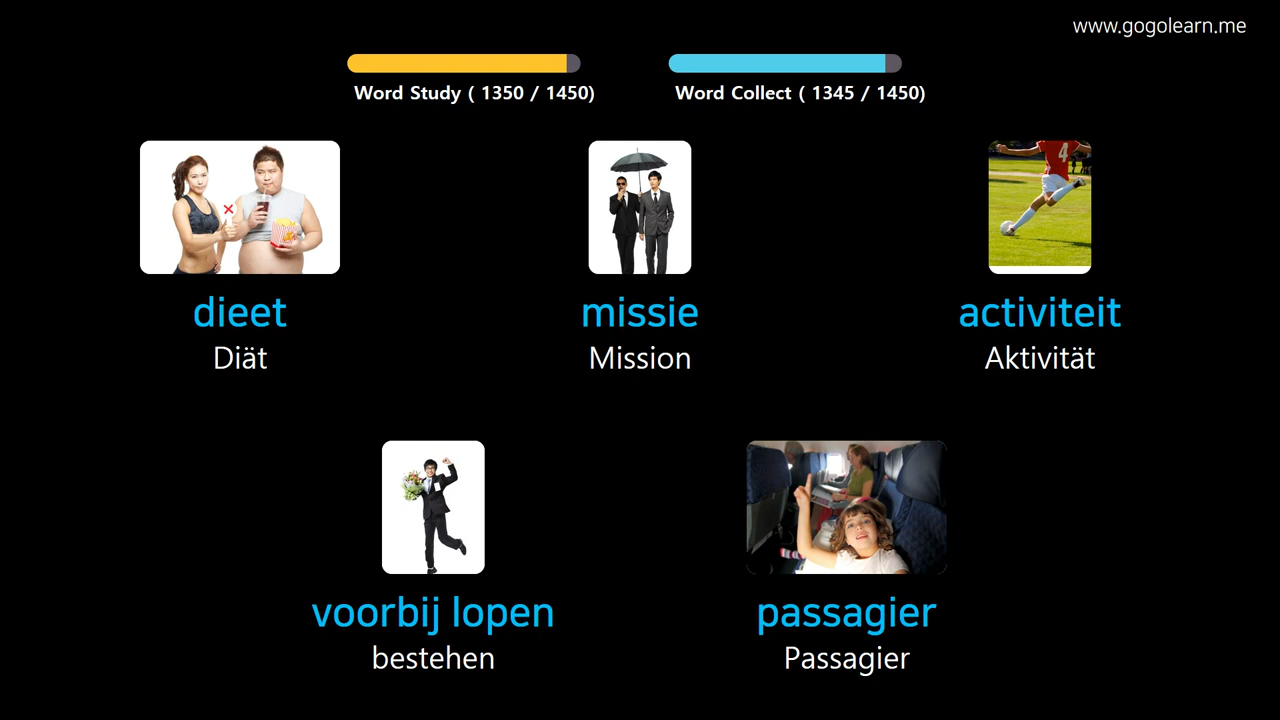 www.gogolearn.me
Word Study ( 1350 / 1450)
Word Collect ( 1345 / 1450)
4
dieet
Diät
missie
Mission
activiteit
Aktivität
voorbij lopen
bestehen
passagier
Passagier